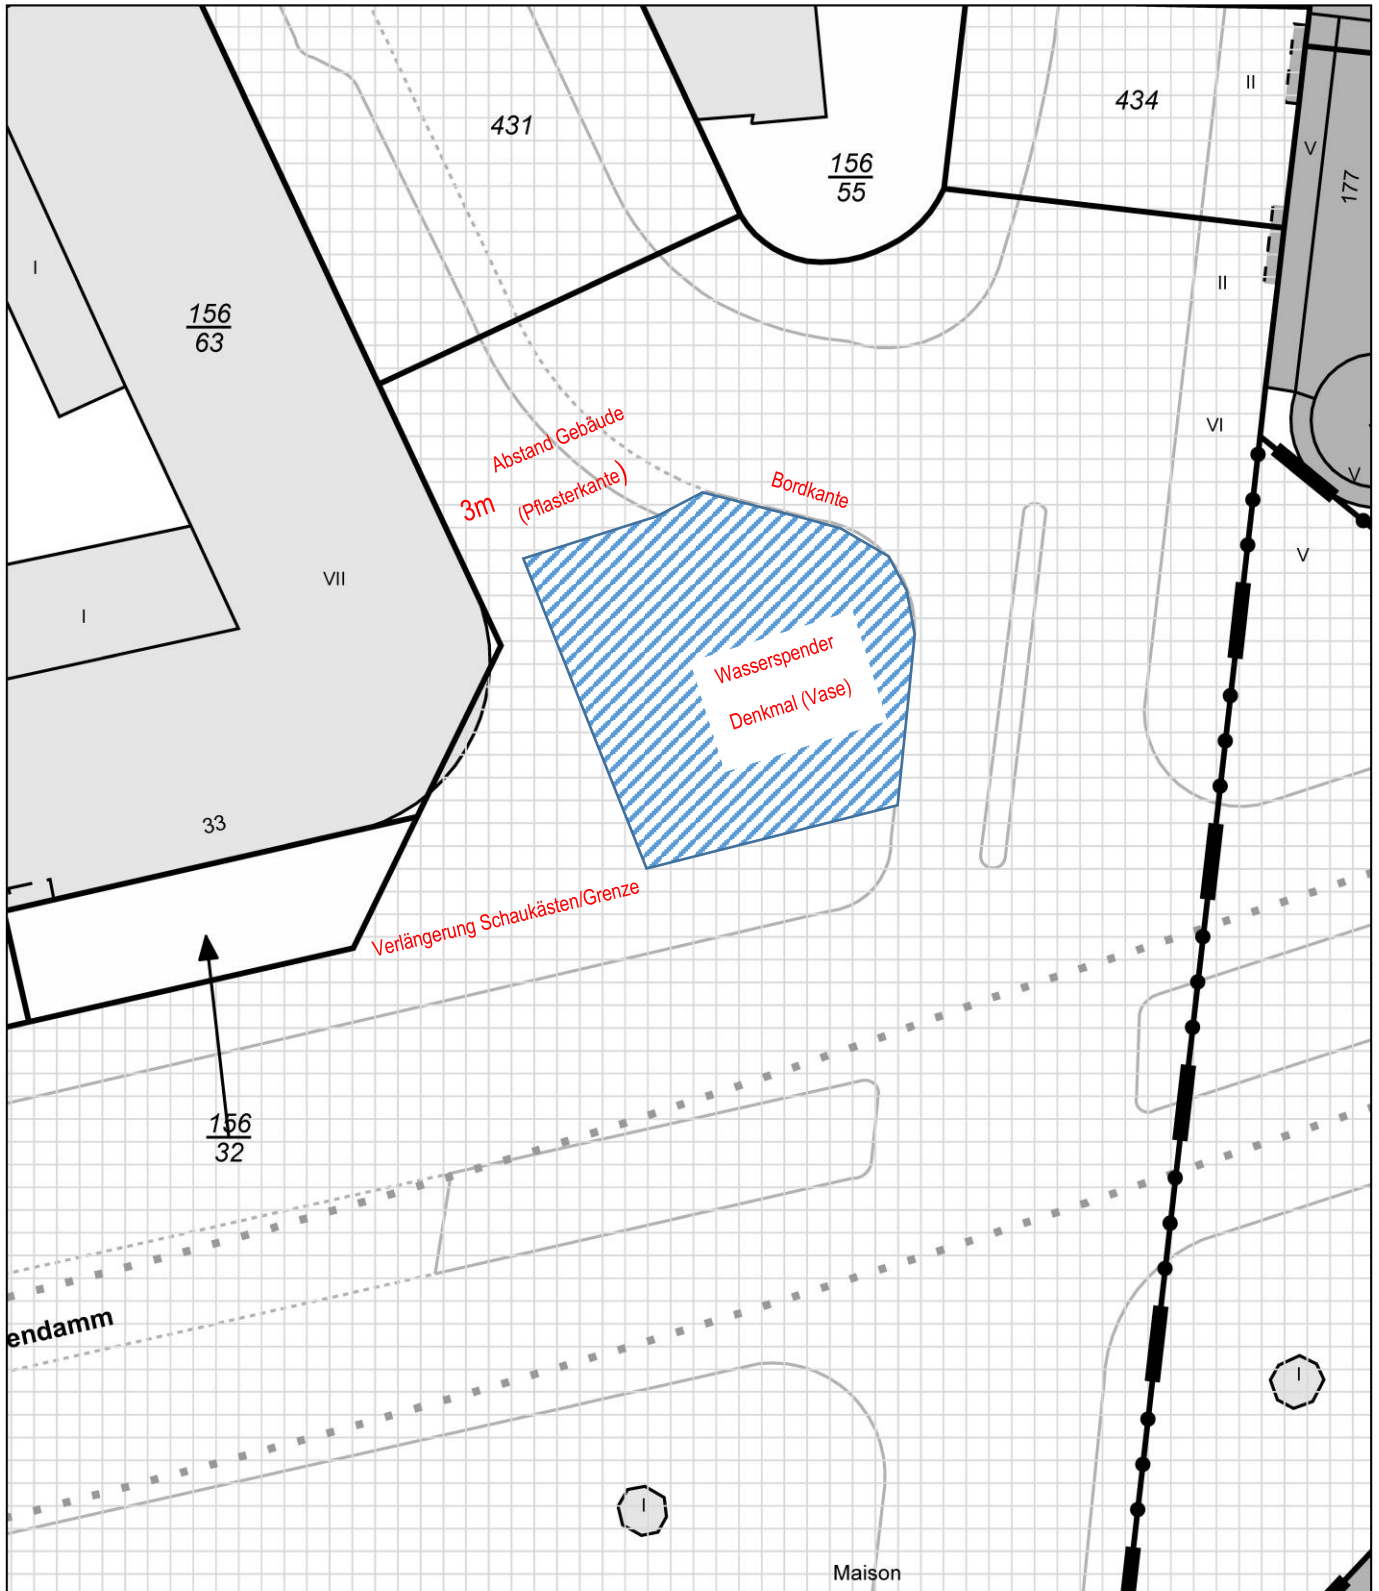 431
434
II
V
177
156
55
I
II
156
63
VI
Abstand Gebäude
V
3m
(Pflasterkante)
Bordkante
V
VII
I
Wasserspender
Denkmal (Vase)
33
Verlängerung Schaukästen/Grenze
156
32
endamm
I
I
Maison